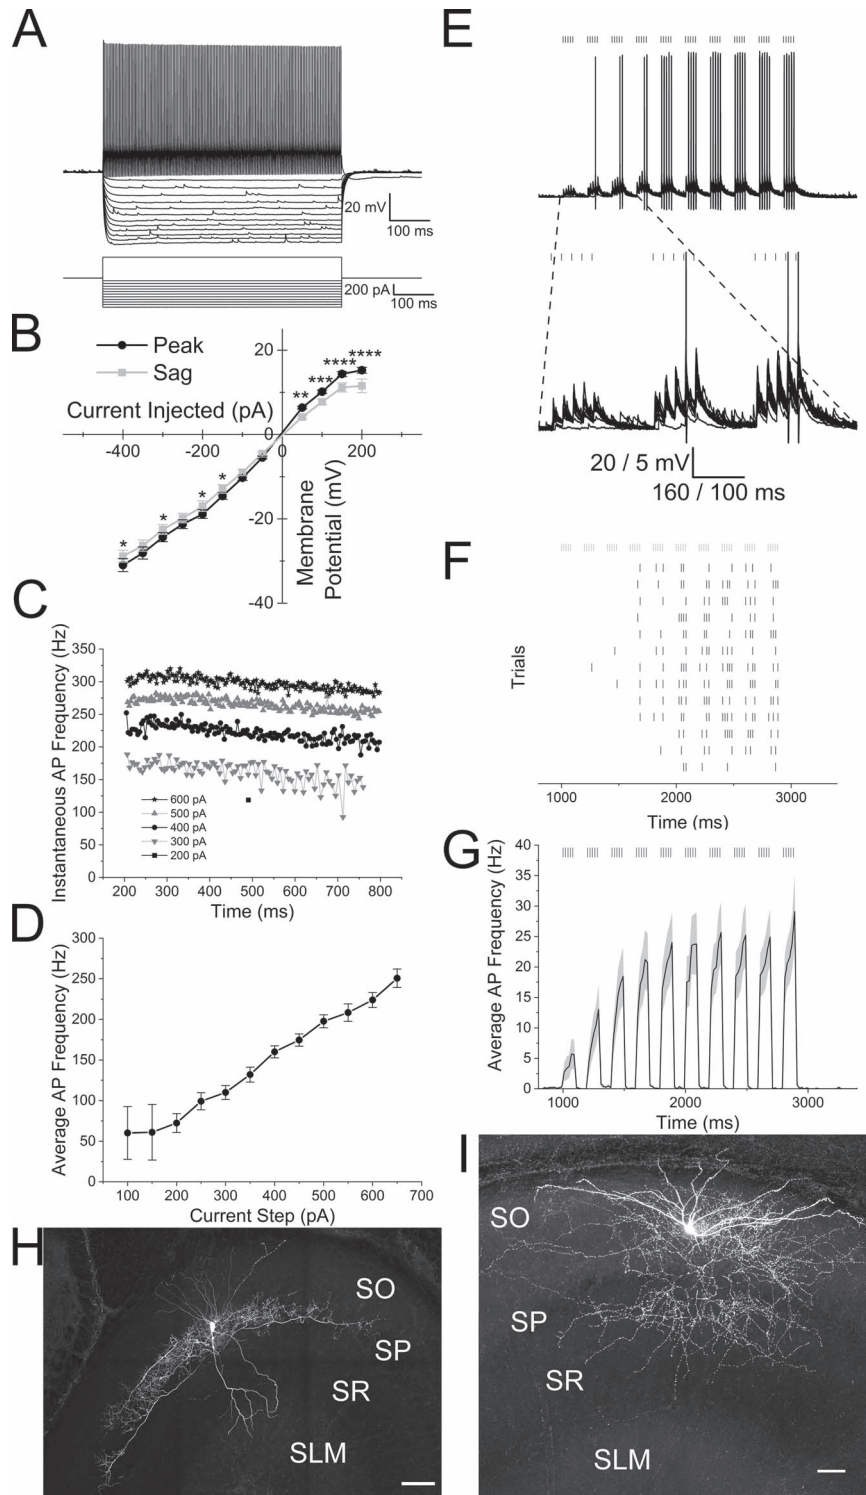 A
20 mV
100 ms
200 pA
100 ms
B
Peak
Sag
Current Injected (pA)
20
**
***
****
****
-400
-200
0
0
200
400
*
*
*
*
-20
-40
Membrane
Potential (mV)
C
Instantaneous AP Frequency (Hz)
350
300
250
200
150
100
50
0
600 pA
500 pA
400 pA
300 pA
200 pA
200
300
400
500
600
700
800
Time (ms)
D
Average AP Frequency (Hz)
300
250
200
150
100
50
0
100
200
300
400
500
600
700
Current Step (pA)
E
20 / 5 mV
160 / 100 ms
F
Trials
1000
2000
3000
Time (ms)
G
Average AP Frequency (Hz)
40
35
30
25
20
15
10
5
0
1000
2000
3000
Time (ms)
H
SO
SP
SR
SLM
I
SO
SP
SR
SLM